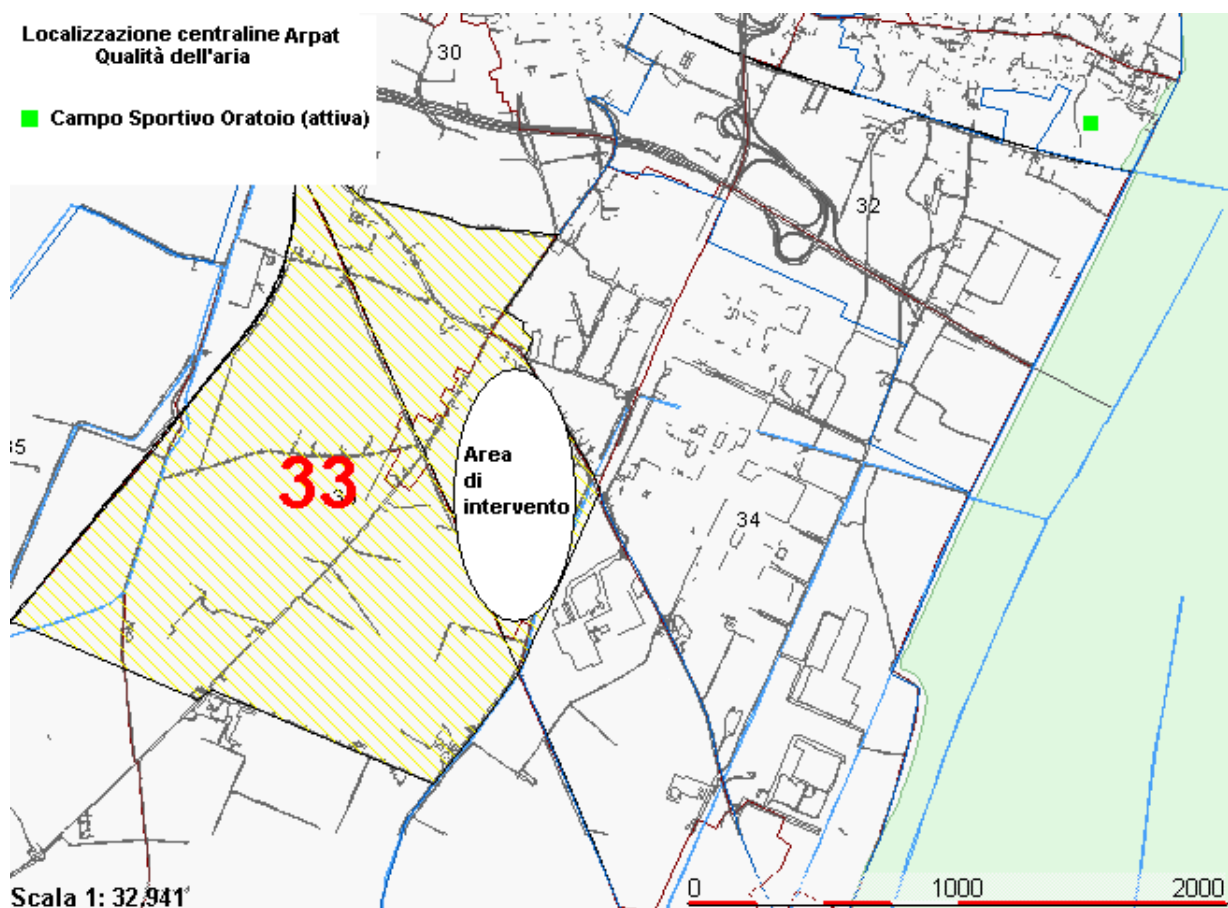 Localizzazione centraline Arpat
Qualità dell'aria
Campo Sportivo Oratoio (attiva)
30
32
33
34
Area
di
intervento
Scala 1: 32,941
0 1000 2000